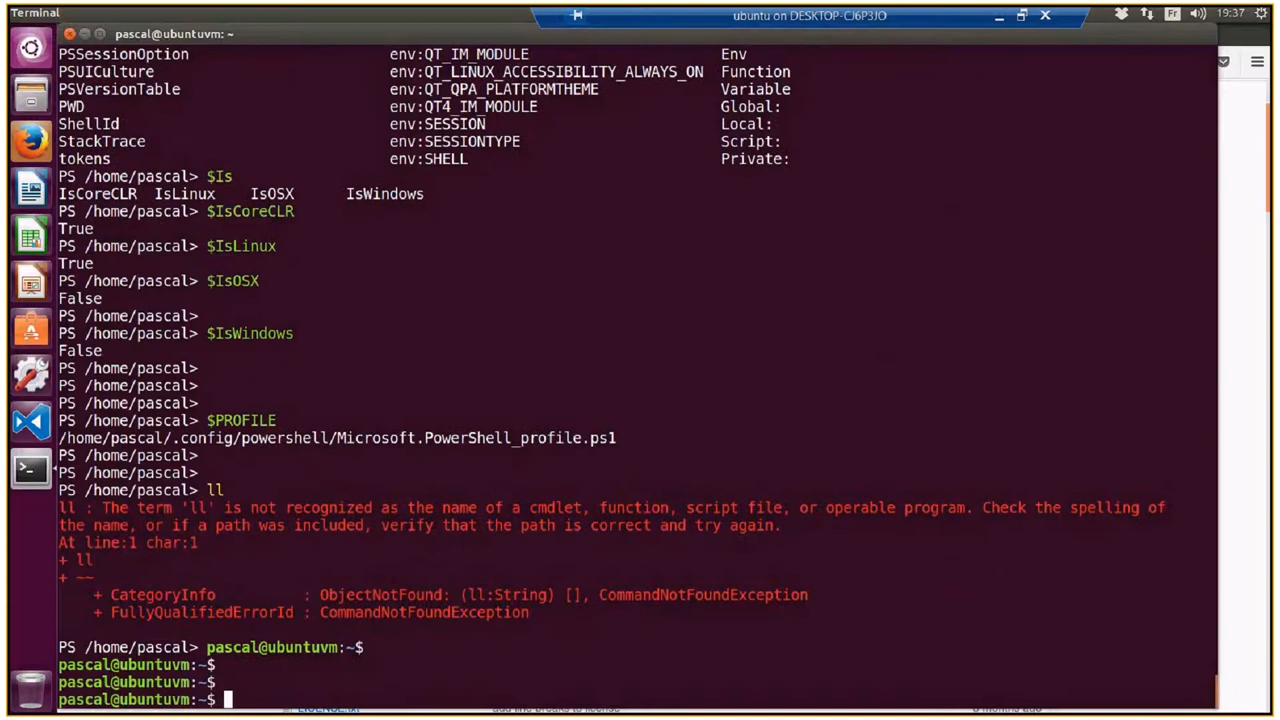 Terminal
ubuntu on DESKTOP-CJ6P3JO
Fr
19:37
pascal@ubuntuvm: ~
PSSessionOption env:QT_IM_MODULE Env
PSUICulture env:QT_LINUX_ACCESSIBILITY_ALWAYS_ON Function
PSVersionTable env:QT_QPA_PLATFORMTHEME Variable
PWD env:QT4_IM_MODULE Global:
ShellId env:SESSION Local:
StackTrace env:SESSIONTYPE Script:
tokens env:SHELL Private:
PS /home/pascal> $Is
IsCoreCLR IsLinux IsOSX IsWindows
PS /home/pascal> $IsCoreCLR
True
PS /home/pascal> $IsLinux
True
PS /home/pascal> $IsOSX
False
PS /home/pascal>
PS /home/pascal> $IsWindows
False
PS /home/pascal>
PS /home/pascal>
PS /home/pascal>
PS /home/pascal> $PROFILE
/home/pascal/.config/powershell/Microsoft.PowerShell_profile.ps1
PS /home/pascal>
PS /home/pascal>
PS /home/pascal> ll
ll : The term 'll' is not recognized as the name of a cmdlet, function, script file, or operable program. Check the spelling of
the name, or if a path was included, verify that the path is correct and try again.
At line:1 char:1
+ ll
+ ~~
+ CategoryInfo : ObjectNotFound: (ll:String) [], CommandNotFoundException
+ FullyQualifiedErrorId : CommandNotFoundException
PS /home/pascal> pascal@ubuntuvm:~$
pascal@ubuntuvm:~$
pascal@ubuntuvm:~$
pascal@ubuntuvm:~$